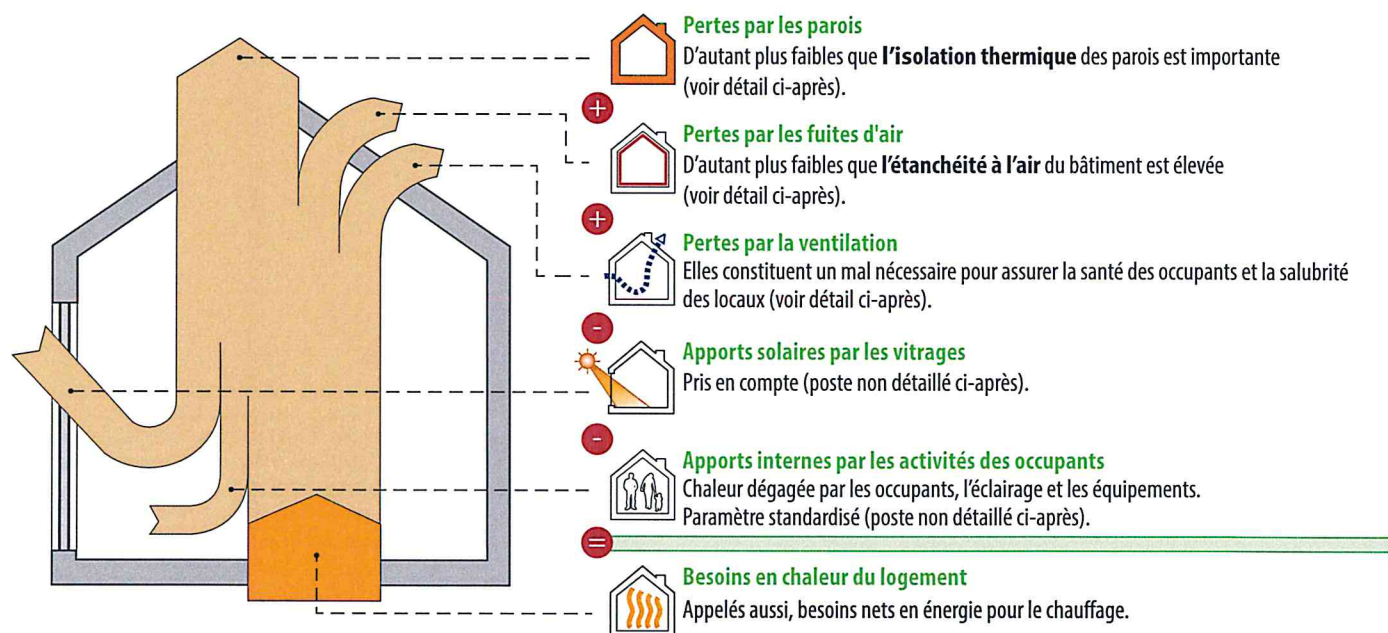 Pertes par les parois
D'autant plus faibles que l'isolation thermique des parois est importante
(voir détail ci-après).
+
Pertes par les fuites d'air
D'autant plus faibles que l'étanchéité à l'air du bâtiment est élevée
(voir détail ci-après).
+
Pertes par la ventilation
Elles constituent un mal nécessaire pour assurer la santé des occupants et la salubrité
des locaux (voir détail ci-après).
-
Apports solaires par les vitrages
Pris en compte (poste non détaillé ci-après).
-
Apports internes par les activités des occupants
Chaleur dégagée par les occupants, l'éclairage et les équipements.
Paramètre standardisé (poste non détaillé ci-après).
=
Besoins en chaleur du logement
Appelés aussi, besoins nets en énergie pour le chauffage.